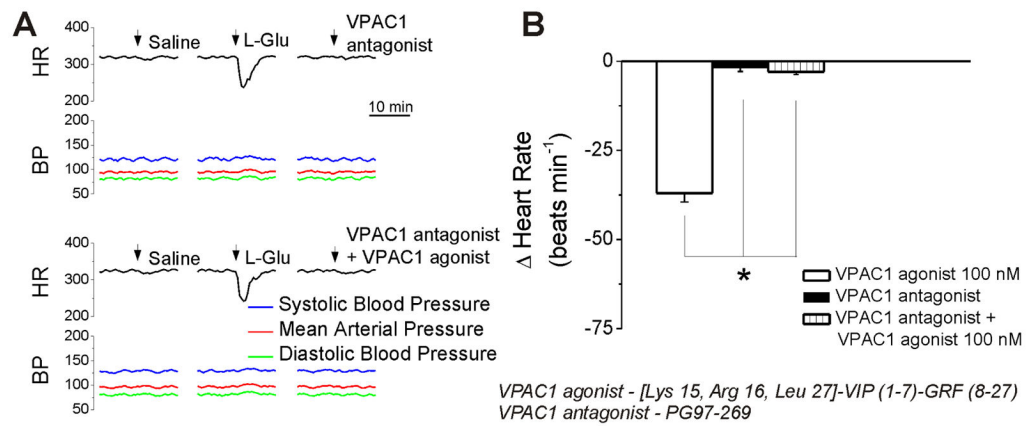 A
HR
400
300
200
Saline
L-Glu
VPAC1
antagonist
10 min
BP
200
150
100
50
HR
400
300
200
Saline
L-Glu
VPAC1 antagonist
+ VPAC1 agonist
Systolic Blood Pressure
Mean Arterial Pressure
Diastolic Blood Pressure
BP
200
150
100
50
B
Δ Heart Rate
(beats min-1)
0
-25
-50
-75
*
VPAC1 agonist 100 nM
VPAC1 antagonist
VPAC1 antagonist +
VPAC1 agonist 100 nM
VPAC1 agonist - [Lys 15, Arg 16, Leu 27]-VIP (1-7)-GRF (8-27)
VPAC1 antagonist - PG97-269